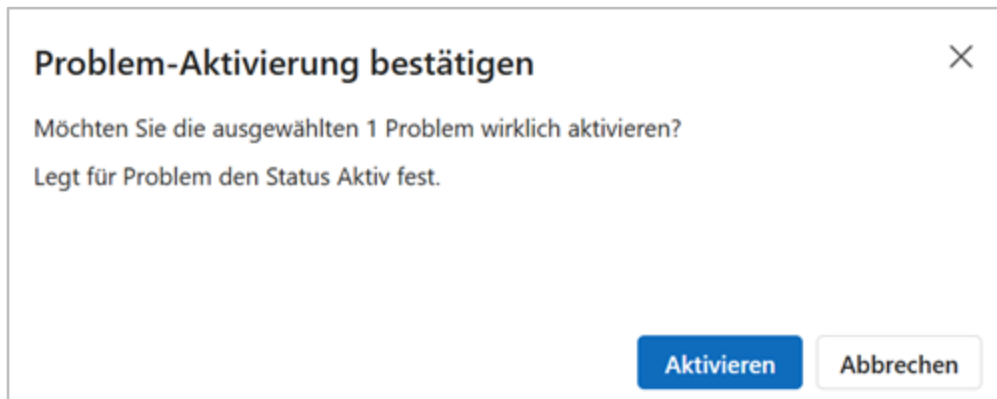 Problem-Aktivierung bestätigen
Möchten Sie die ausgewählten 1 Problem wirklich aktivieren?
Legt für Problem den Status Aktiv fest.
Aktivieren
Abbrechen